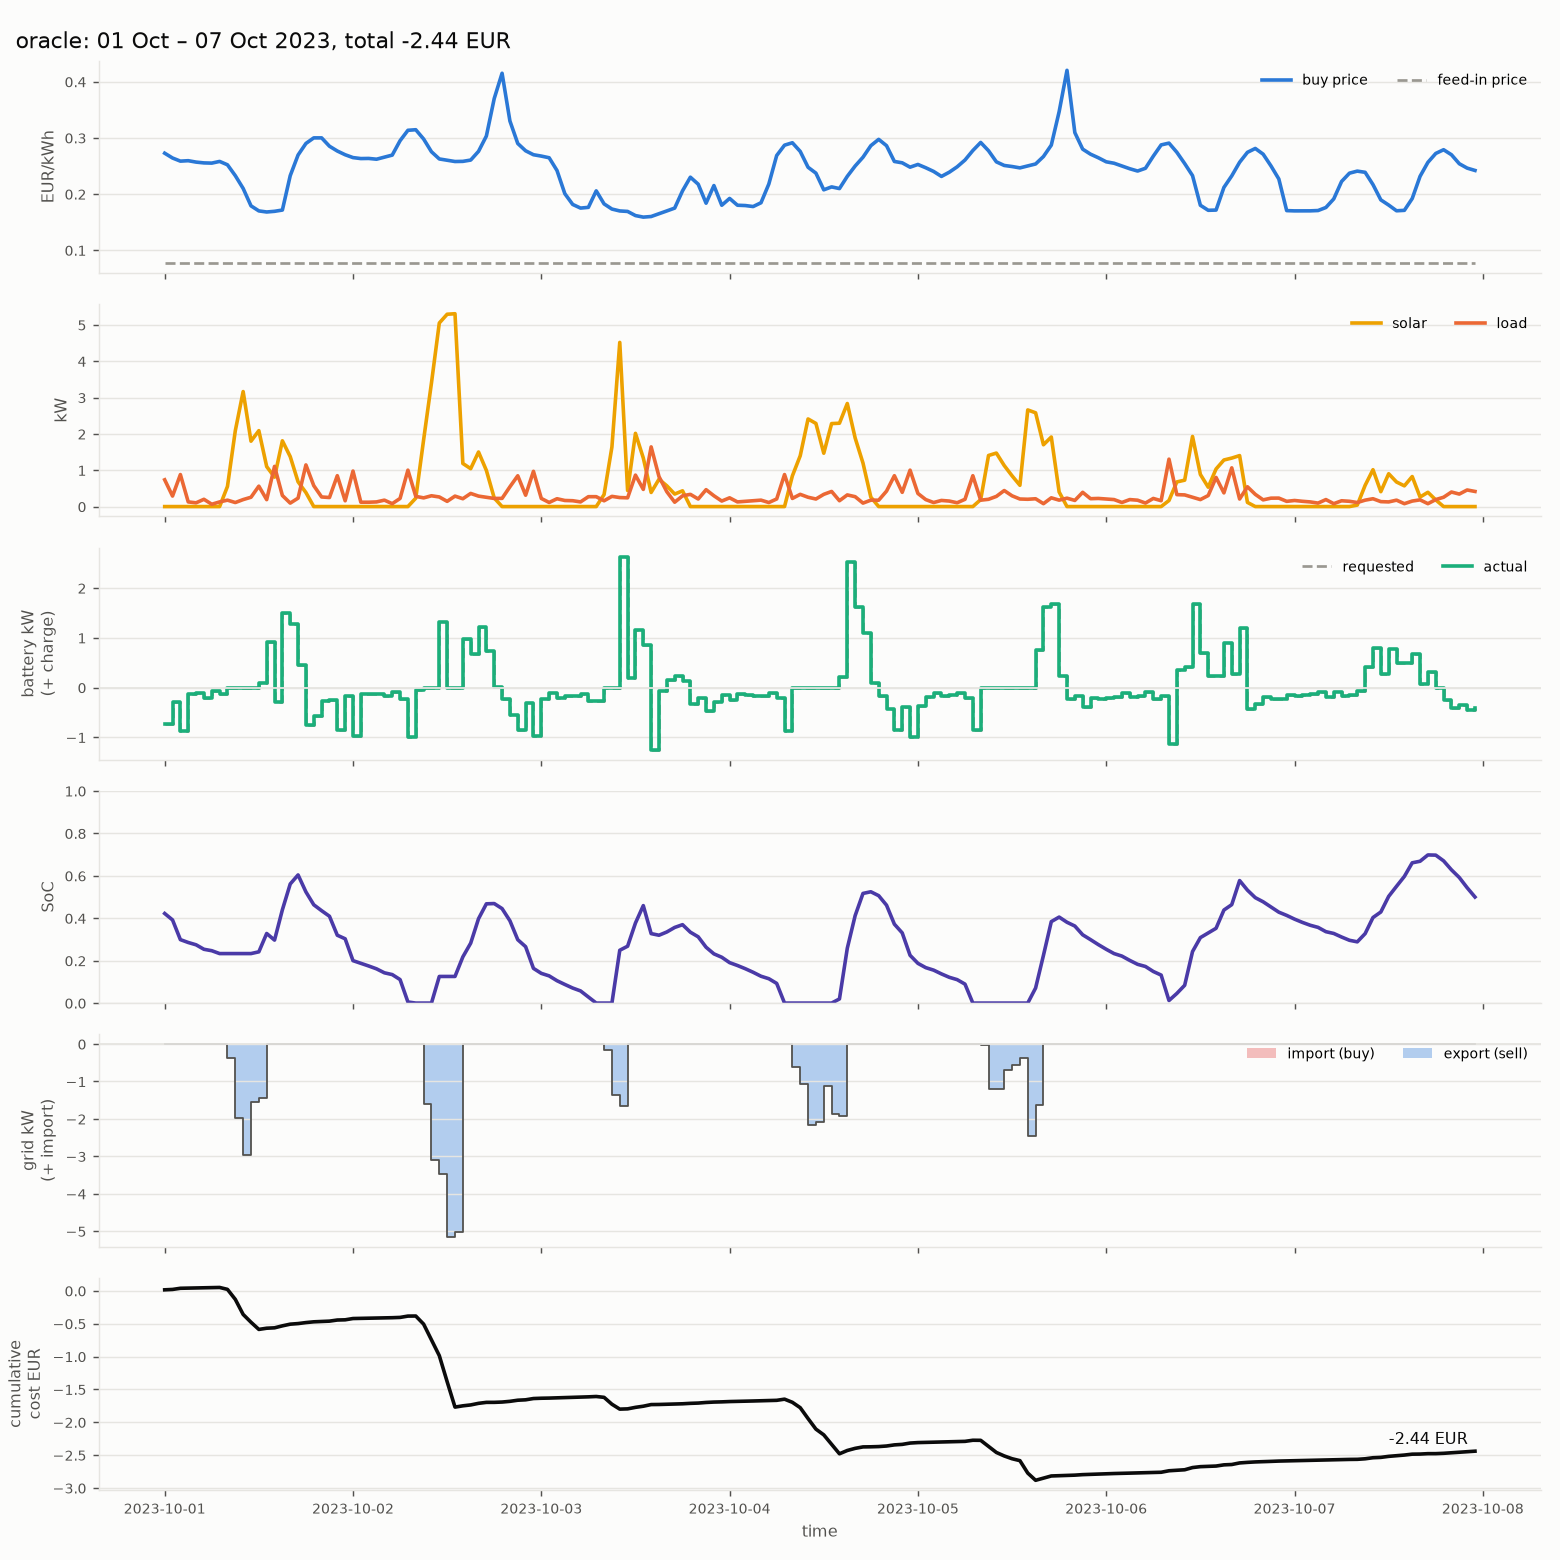 oracle: 01 Oct – 07 Oct 2023, total -2.44 EUR
buy price
feed-in price
0.4
0.3
0.2
0.1
EUR/kWh
solar
load
5
4
3
2
1
0
kW
requested
actual
2
1
0
−1
battery kW
(+ charge)
1.0
0.8
0.6
0.4
0.2
0.0
SoC
import (buy)
export (sell)
0
−1
−2
−3
−4
−5
grid kW
(+ import)
0.0
−0.5
−1.0
−1.5
−2.0
−2.5
−3.0
cumulative
cost EUR
-2.44 EUR
2023-10-01
2023-10-02
2023-10-03
2023-10-04
2023-10-05
2023-10-06
2023-10-07
2023-10-08
time